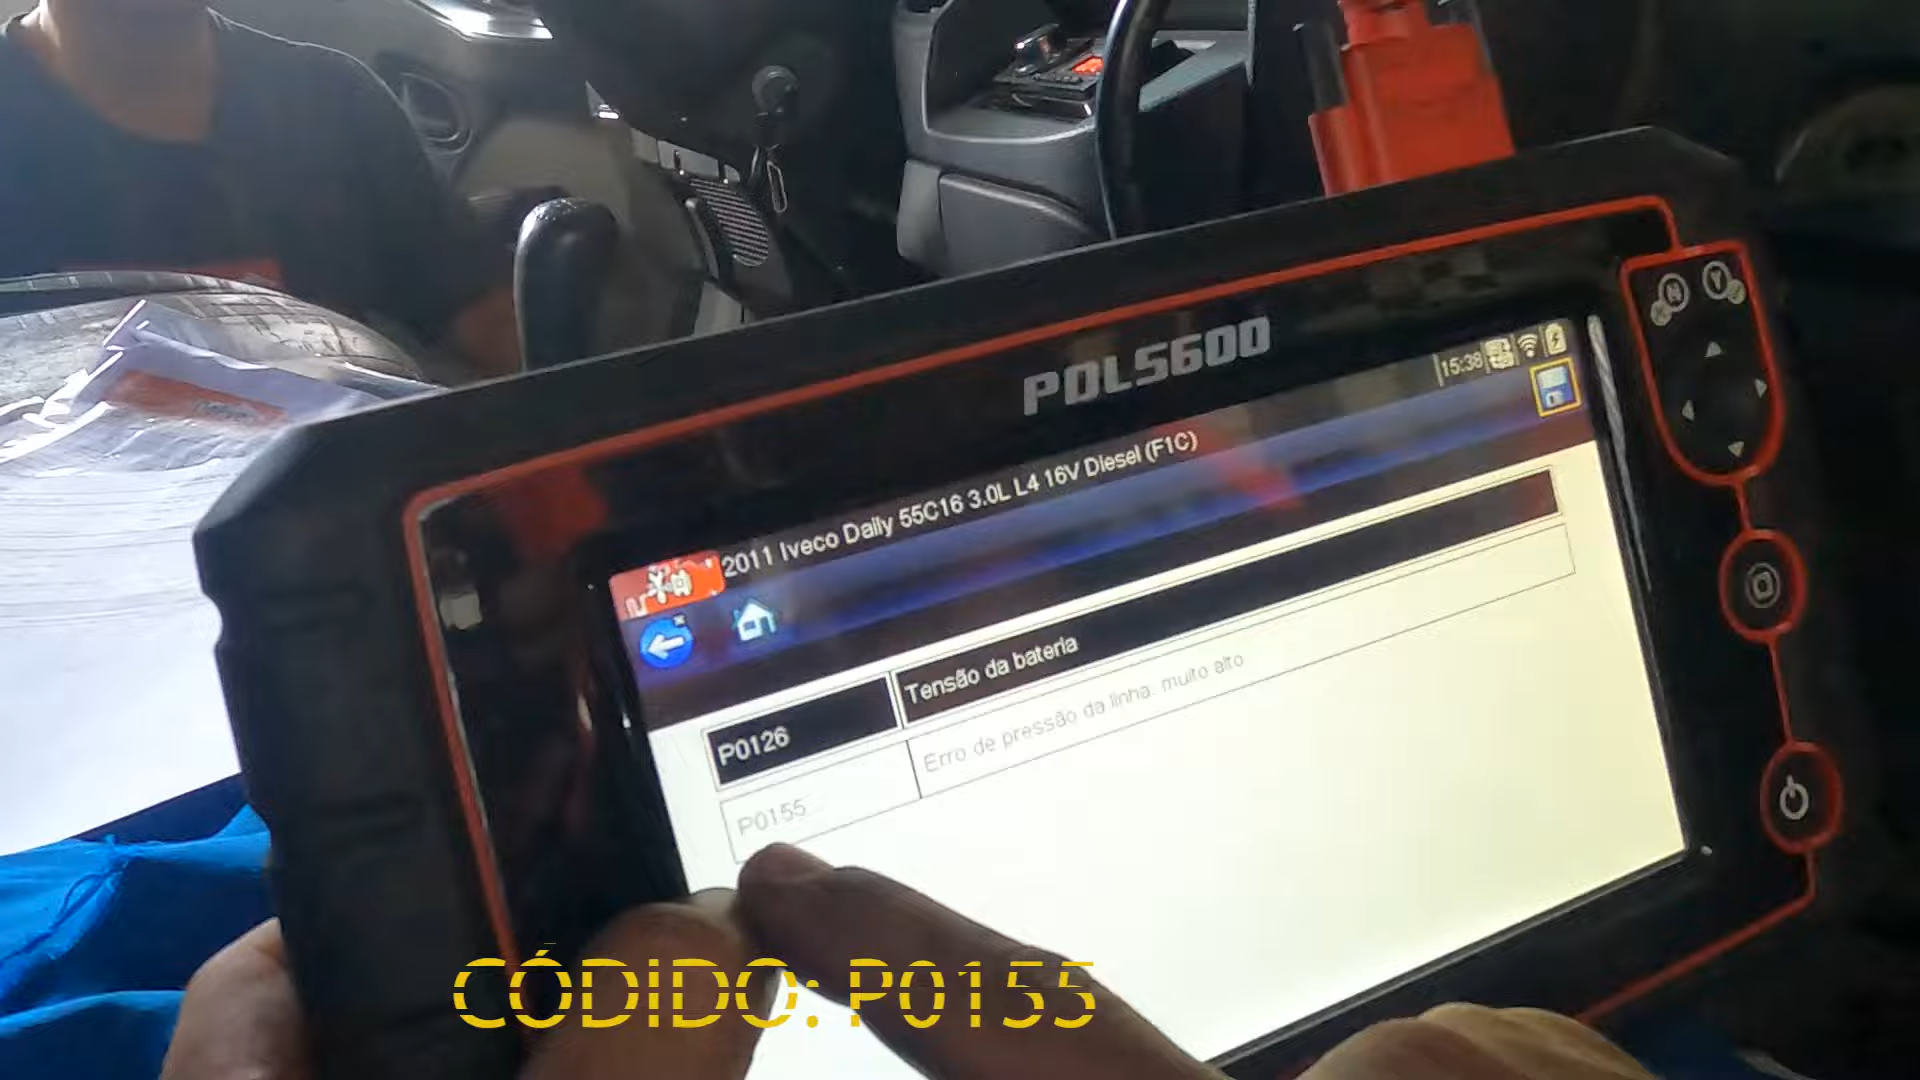 POLS600
15:38
2011 Iveco Daily 55C16 3.0L L4 16V Diesel (F1C)
P0126 Tensão da bateria
P0155 Erro de pressão da linha: muito alto
N
Y
CÓDIDO: P0155